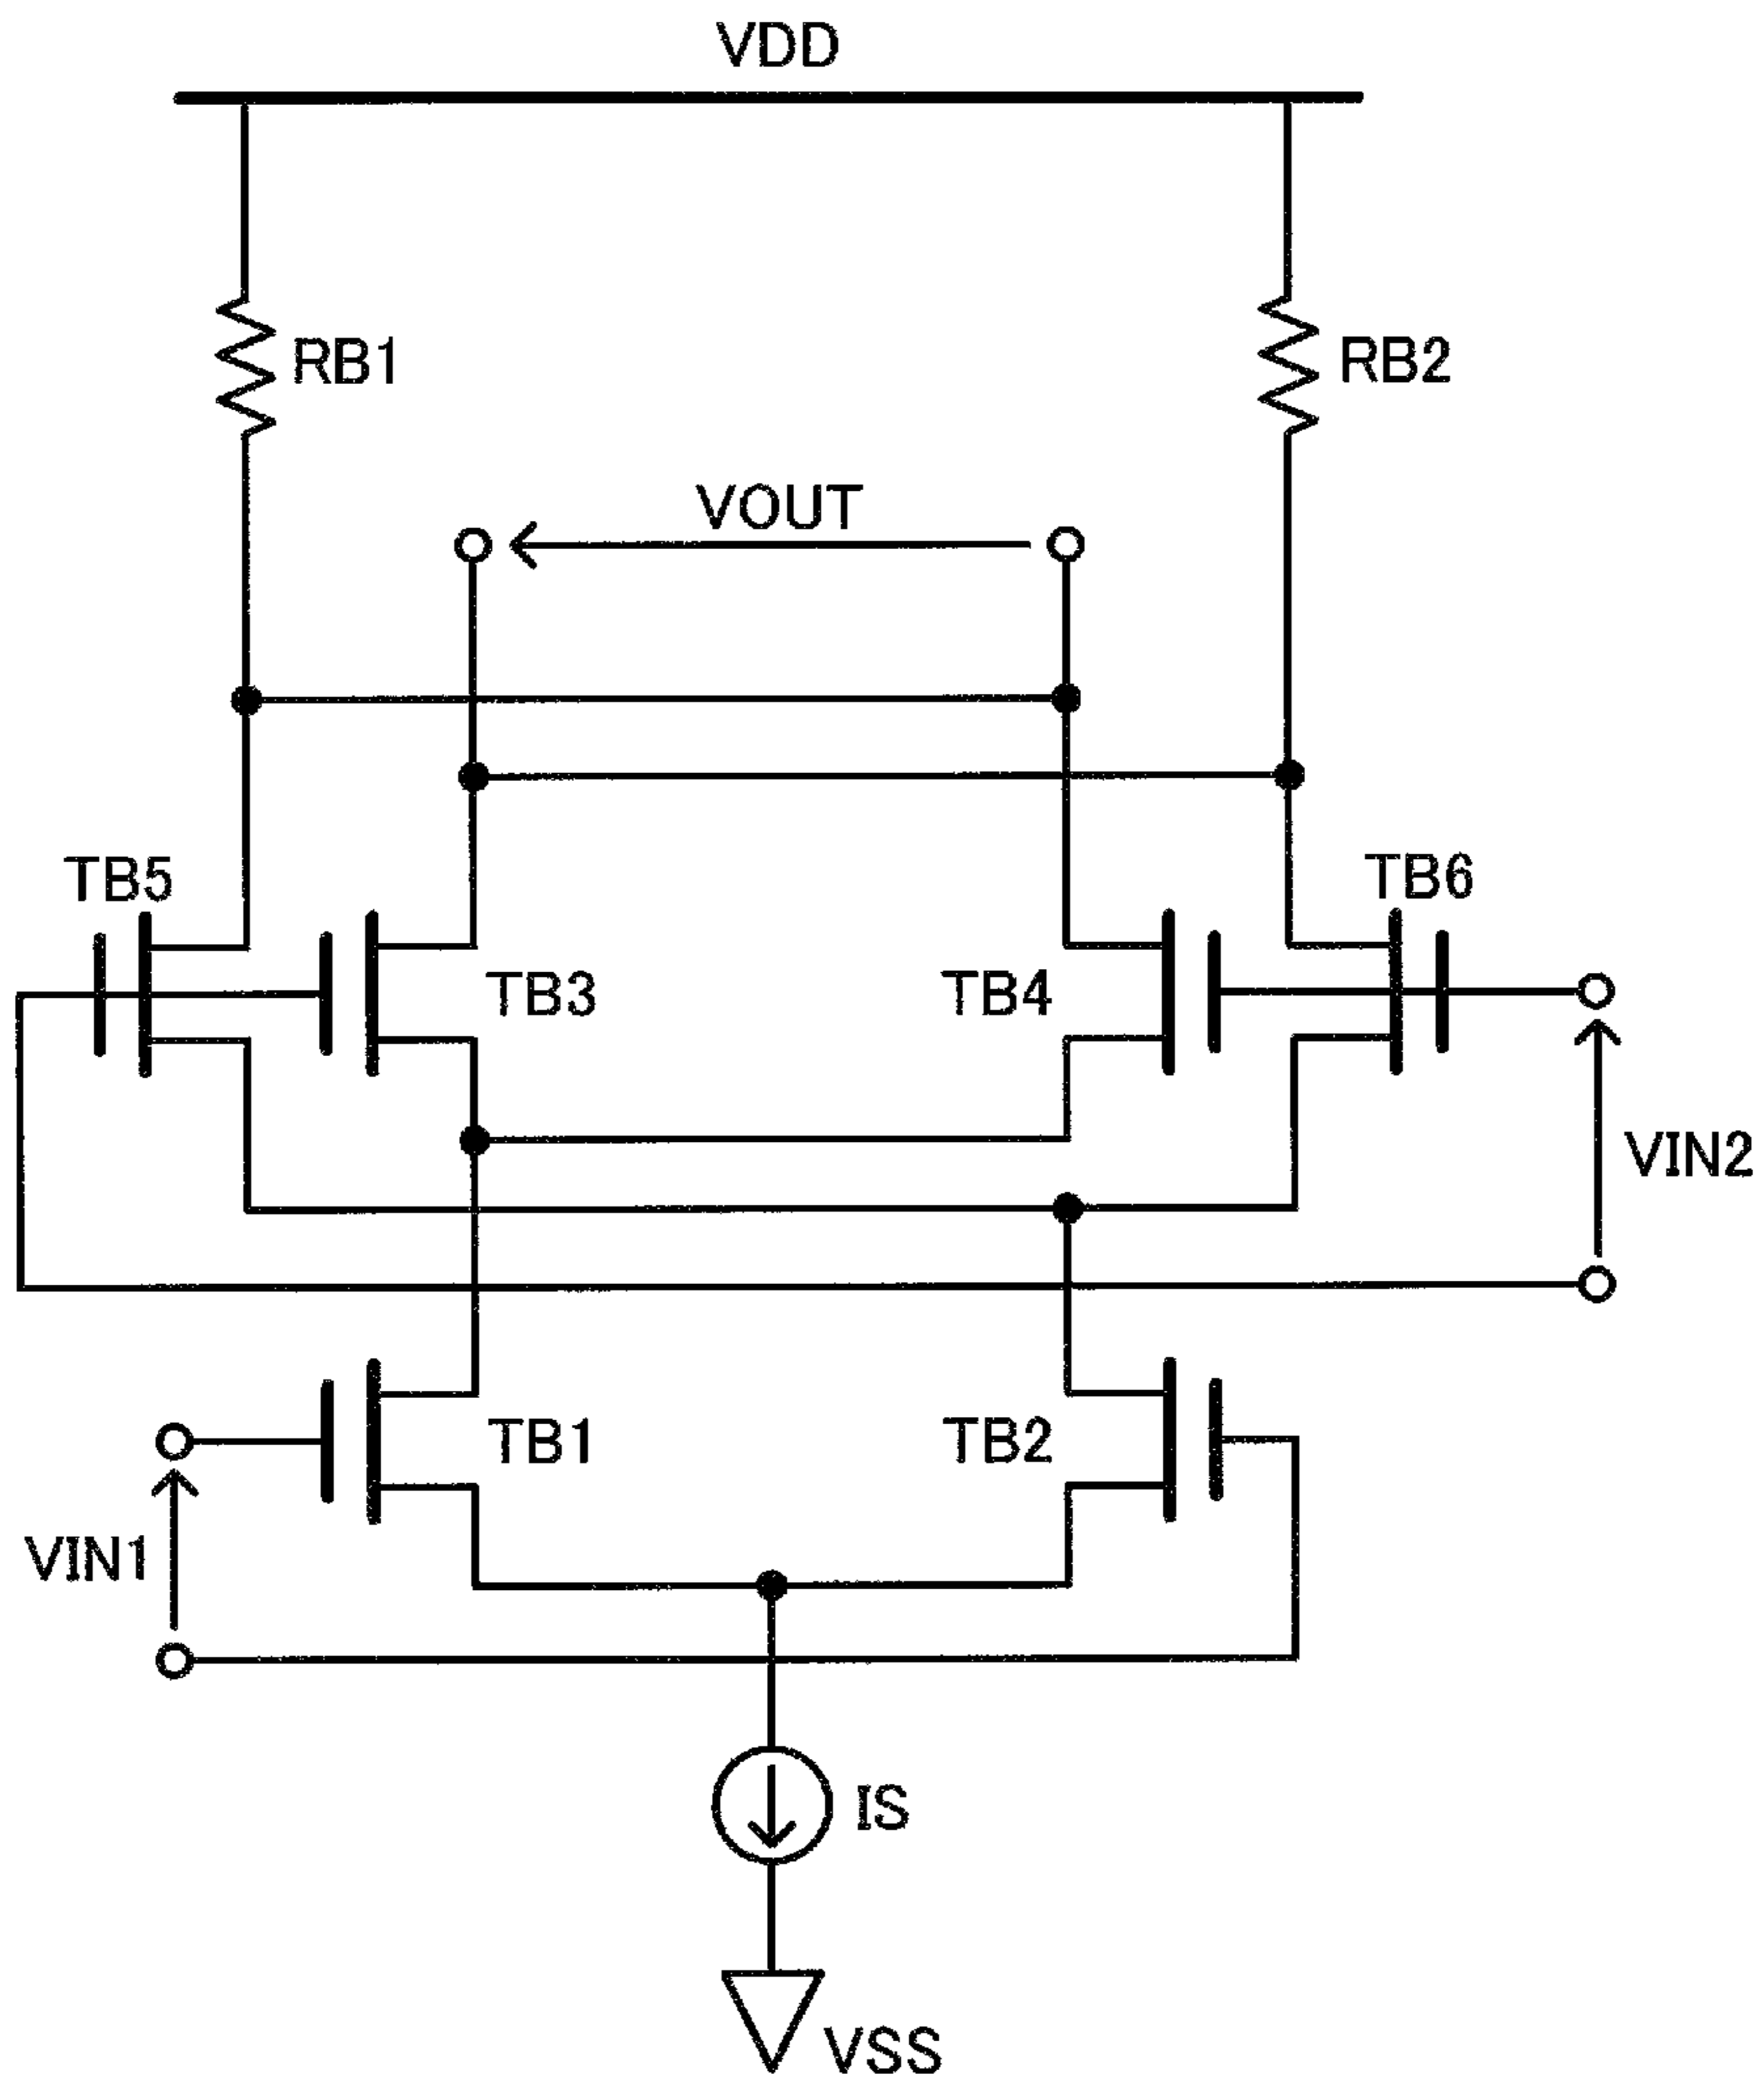 VDD
RB1
RB2
VOUT
TB5
TB6
TB3
TB4
VIN2
TB1
TB2
VIN1
IS
VSS